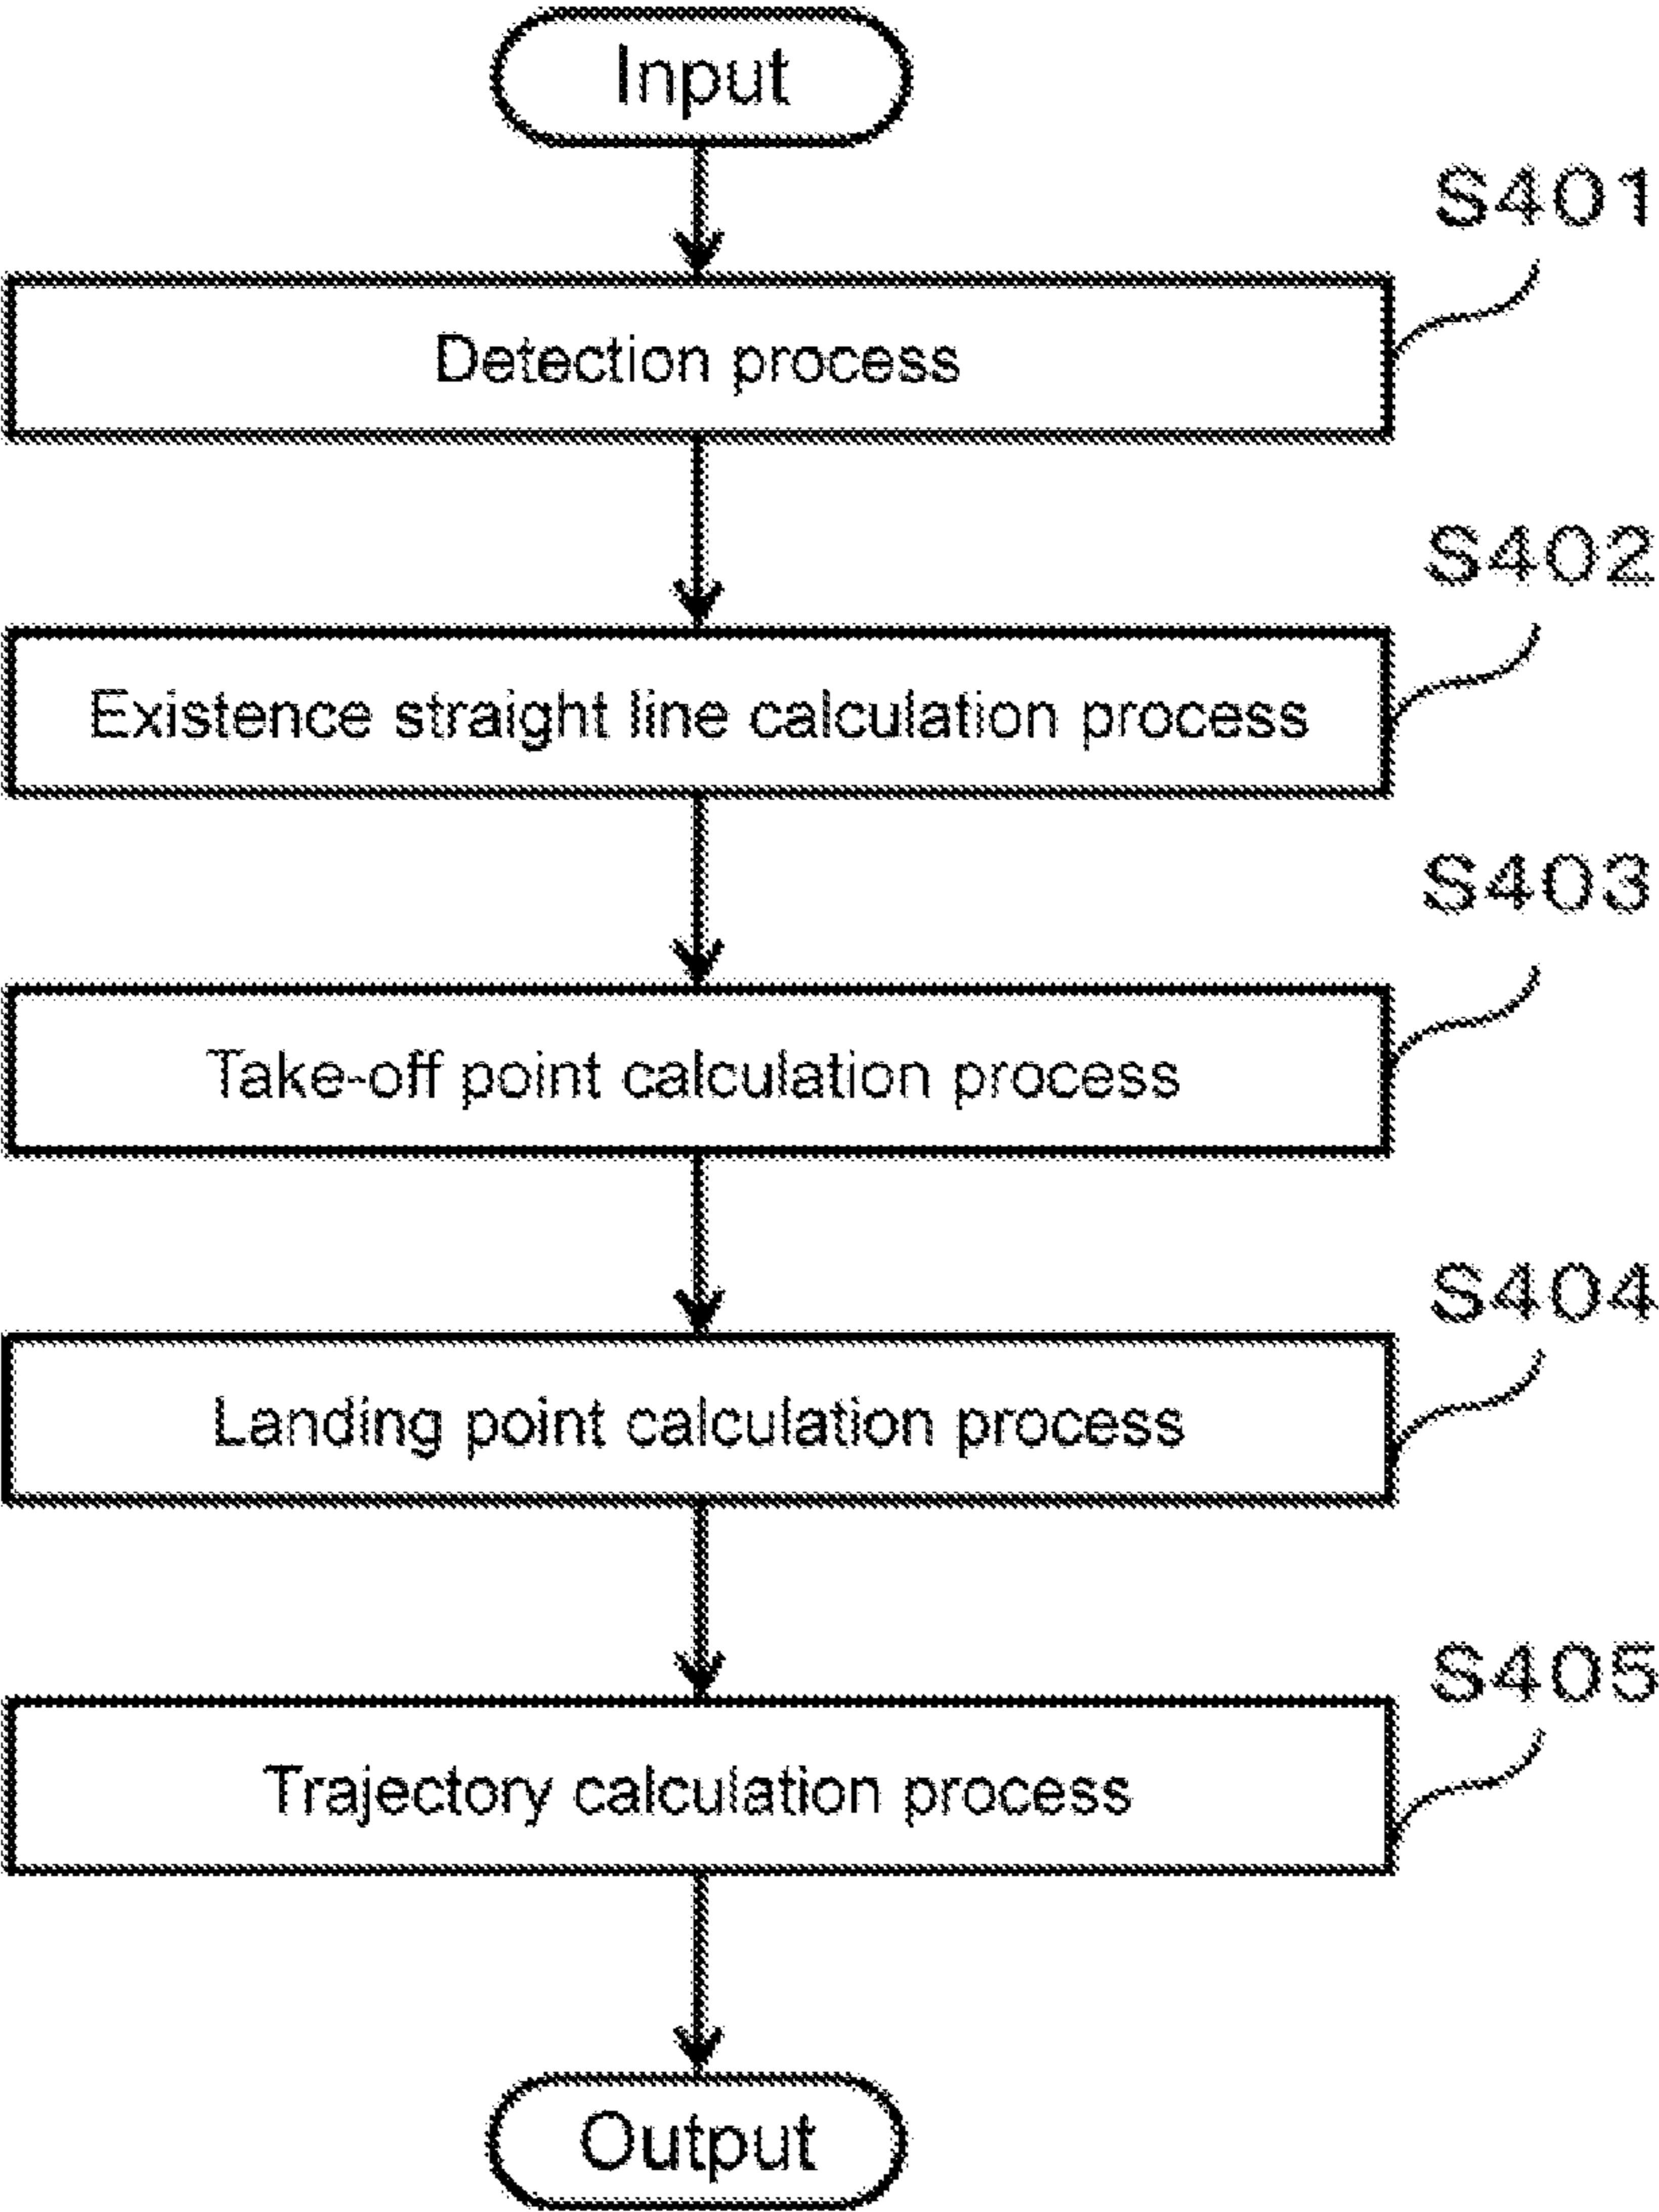 Input
S401
Detection process
S402
Existence straight line calculation process
S403
Take-off point calculation process
S404
Landing point calculation process
S405
Trajectory calculation process
Output